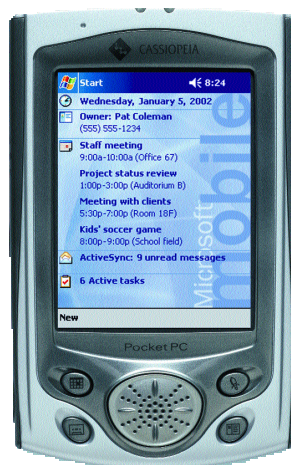 CASSIOPEIA
Start 8:24
Wednesday, January 5, 2002
Owner: Pat Coleman
(555) 555-1234
Staff meeting
9:00a-10:00a (Office 67)
Project status review
1:00p-3:00p (Auditorium B)
Meeting with clients
5:30p-7:00p (Room 18F)
Kids' soccer game
8:00p-9:00p (School field)
ActiveSync: 9 unread messages
6 Active tasks
Microsoft
mobile
New
Pocket PC